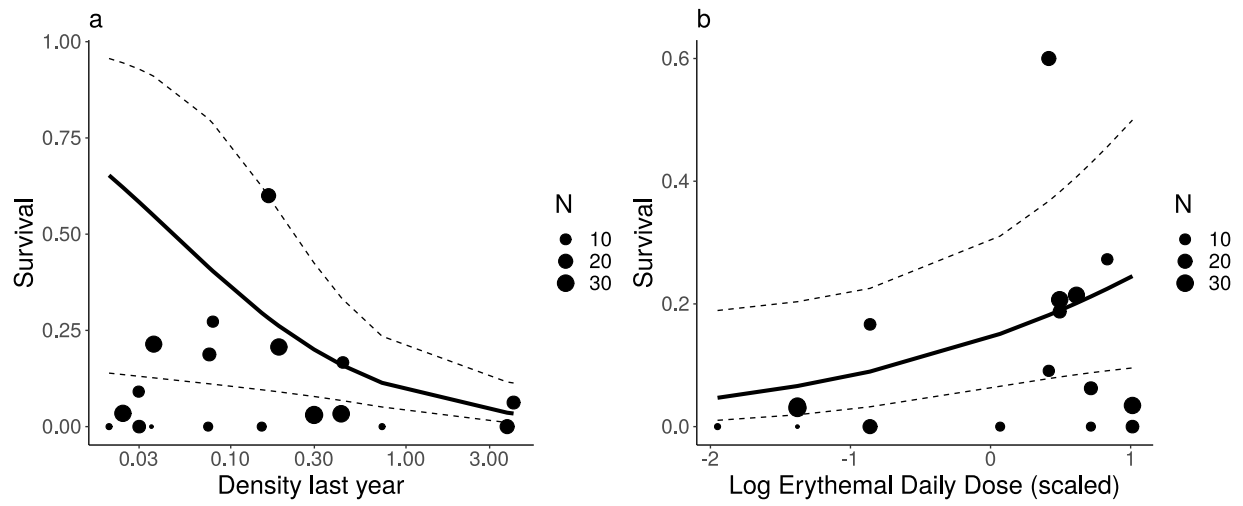 a
1.00
0.75
0.50
0.25
0.00
Survival
0.03 0.10 0.30 1.00 3.00
Density last year
N
10
20
30
b
0.6
0.4
0.2
0.0
Survival
-2 -1 0 1
Log Erythemal Daily Dose (scaled)
N
10
20
30